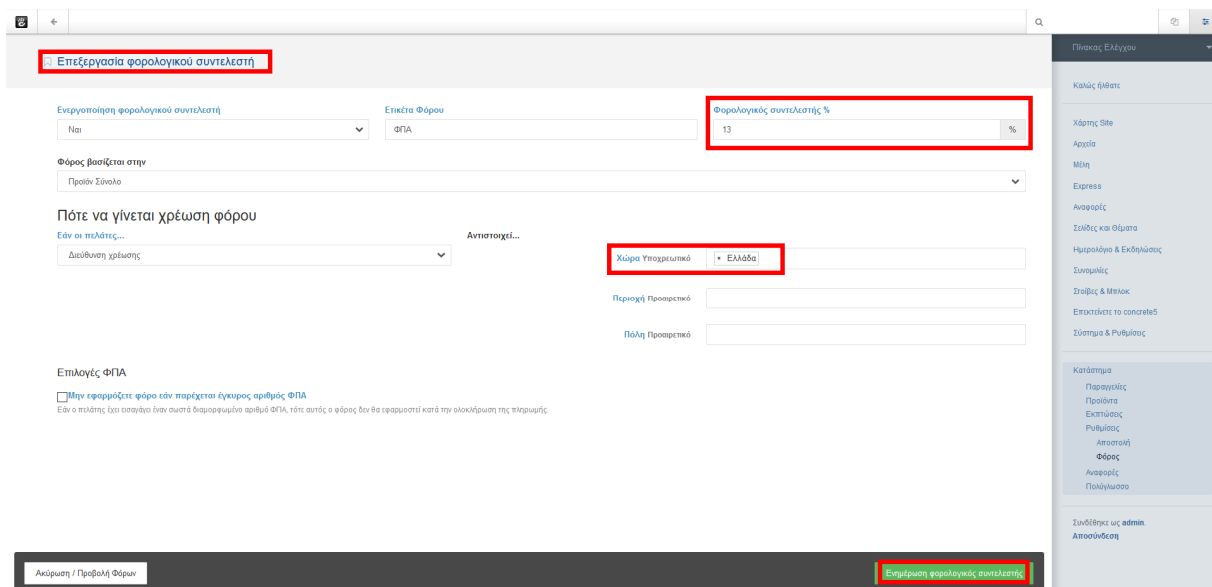 Πίνακας Ελέγχου
Επεξεργασία φορολογικού συντελεστή
Ενεργοποίηση φορολογικού συντελεστή
Ναι
Ετικέτα Φόρου
ΦΠΑ
Φορολογικός συντελεστής %
13 %
Φόρος βασίζεται στην
Προϊόν Σύνολο
Πότε να γίνεται χρέωση φόρου
Εάν οι πελάτες...
Διεύθυνση χρέωσης
Αντιστοιχεί...
Χώρα Υποχρεωτικό
× Ελλάδα
Περιοχή Προαιρετικό
Πόλη Προαιρετικό
Επιλογές ΦΠΑ
Μην εφαρμόζετε φόρο εάν παρέχεται έγκυρος αριθμός ΦΠΑ
Εάν ο πελάτης έχει εισαγάγει έναν σωστά διαμορφωμένο αριθμό ΦΠΑ, τότε αυτός ο φόρος δεν θα εφαρμοστεί κατά την ολοκλήρωση της πληρωμής.
Ακύρωση / Προβολή Φόρων
Ενημέρωση φορολογικός συντελεστής
Καλώς ήλθατε
Χάρτης Site
Αρχεία
Μέλη
Express
Αναφορές
Σελίδες και Θέματα
Ημερολόγιο & Εκδηλώσεις
Συνομιλίες
Στοίβες & Μπλοκ
Επεκτείνετε το concrete5
Σύστημα & Ρυθμίσεις
Κατάστημα
Παραγγελίες
Προϊόντα
Εκπτώσεις
Ρυθμίσεις
Αποστολή
Φόρος
Αναφορές
Πολύγλωσσο
Συνδέθηκε ως admin.
Αποσύνδεση